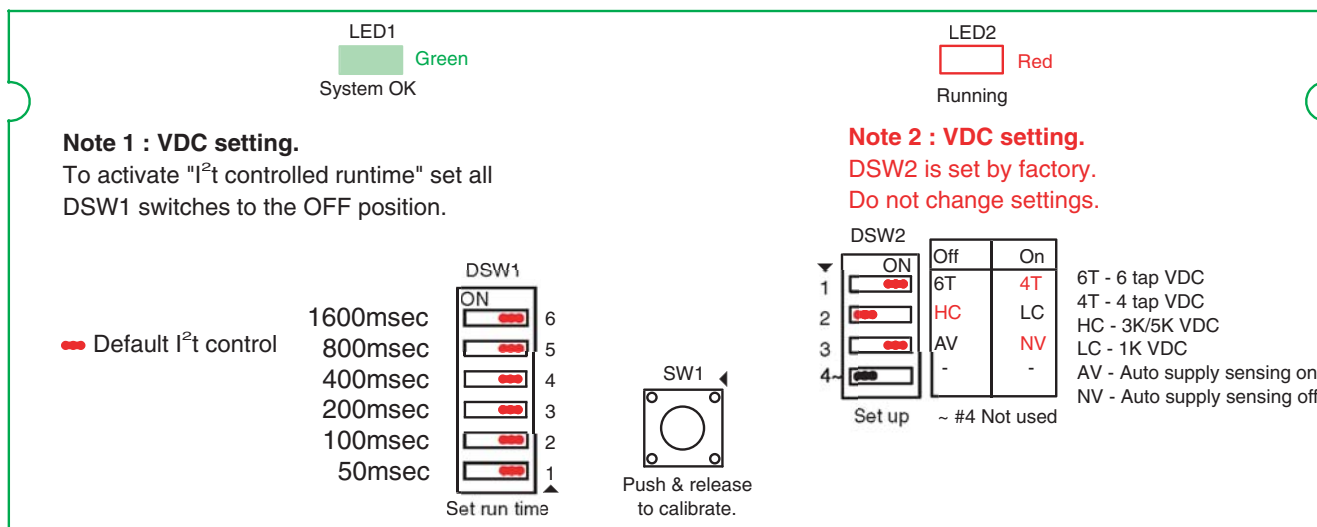 LED1
Green
System OK
LED2
Red
Running
Note 1 : VDC setting.
To activate "I²t controlled runtime" set all
DSW1 switches to the OFF position.
Note 2 : VDC setting.
DSW2 is set by factory.
Do not change settings.
DSW1
ON
1600msec 6
800msec 5
400msec 4
200msec 3
100msec 2
50msec 1
Set run time
Default I²t control
SW1
Push & release
to calibrate.
DSW2
ON Off On
1 6T 4T
2 HC LC
3 AV NV
4~ - -
Set up ~ #4 Not used
6T - 6 tap VDC
4T - 4 tap VDC
HC - 3K/5K VDC
LC - 1K VDC
AV - Auto supply sensing on
NV - Auto supply sensing off